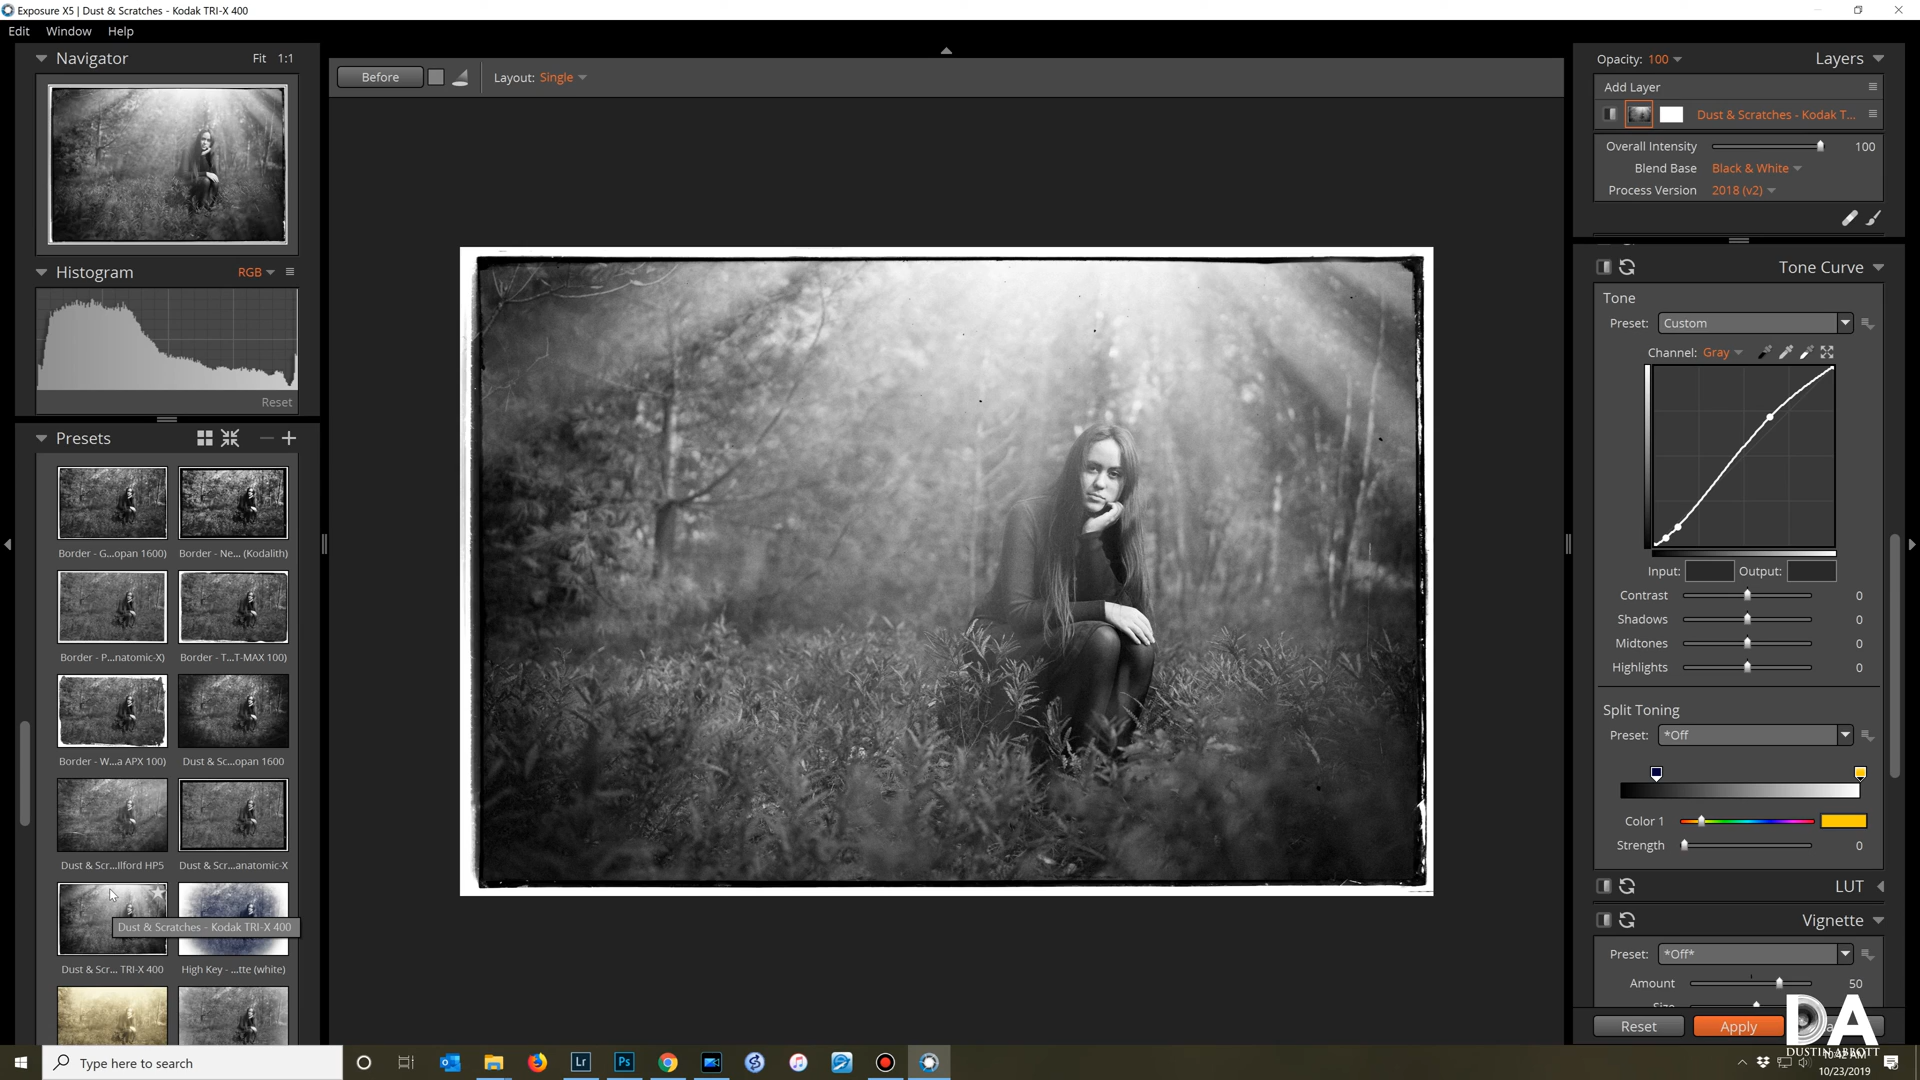 Exposure X5 | Dust & Scratches - Kodak TRI-X 400
Edit Window Help
Navigator Fit 1:1
Histogram RGB
Reset
Presets
Border - G...opan 1600) Border - Ne... (Kodalith)
Border - P...natomic-X) Border - T...T-MAX 100)
Border - W...a APX 100) Dust & Sc...opan 1600
Dust & Scr...llford HP5 Dust & Scr...anatomic-X
Dust & Scratches - Kodak TRI-X 400
Dust & Scr... TRI-X 400 High Key - ...tte (white)
Before Layout: Single
Opacity: 100 Layers
Add Layer
Dust & Scratches - Kodak T...
Overall Intensity 100
Blend Base Black & White
Process Version 2018 (v2)
Tone Curve
Tone
Preset: Custom
Channel: Gray
Input: Output:
Contrast 0
Shadows 0
Midtones 0
Highlights 0
Split Toning
Preset: *Off
Color 1
Strength 0
LUT
Vignette
Preset: *Off*
Amount 50
Size
Reset Apply
DA
DUSTIN ABBOTT
Type here to search
Lr Ps
10:42 AM
10/23/2019